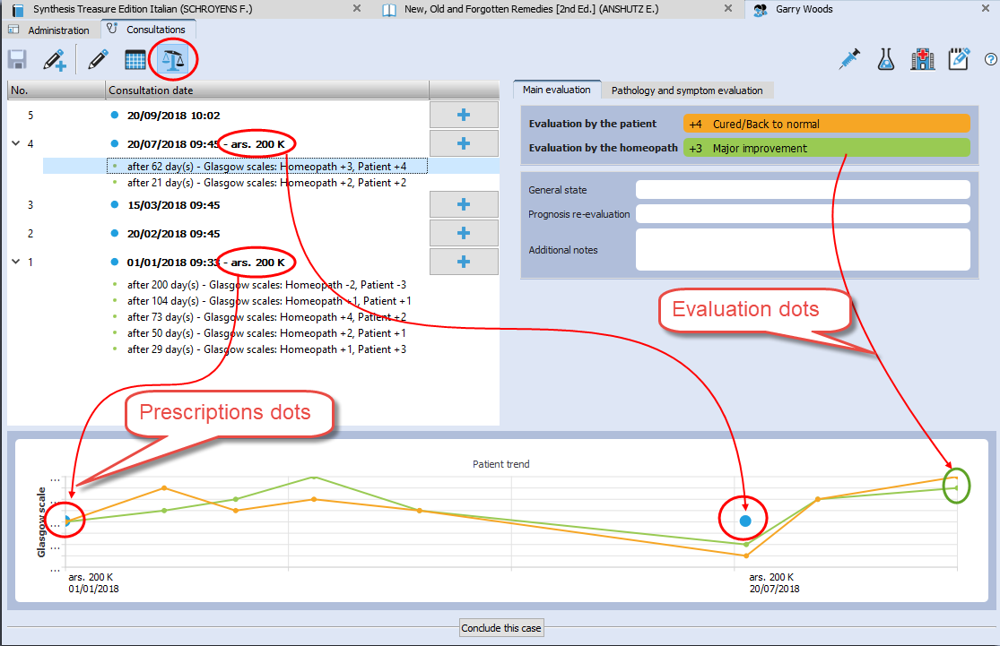 Synthesis Treasure Edition Italian (SCHROYENS F.)
New, Old and Forgotten Remedies [2nd Ed.] (ANSHUTZ E.)
Garry Woods
Administration
Consultations
No.
Consultation date
5 20/09/2018 10:02
4 20/07/2018 09:45 - ars. 200 K
after 62 day(s) - Glasgow scales: Homeopath +3, Patient +4
after 21 day(s) - Glasgow scales: Homeopath +2, Patient +2
3 15/03/2018 09:45
2 20/02/2018 09:45
1 01/01/2018 09:33 - ars. 200 K
after 200 day(s) - Glasgow scales: Homeopath -2, Patient -3
after 104 day(s) - Glasgow scales: Homeopath +1, Patient +1
after 73 day(s) - Glasgow scales: Homeopath +4, Patient +2
after 50 day(s) - Glasgow scales: Homeopath +2, Patient +1
after 29 day(s) - Glasgow scales: Homeopath +1, Patient +3
Main evaluation
Pathology and symptom evaluation
Evaluation by the patient +4 Cured/Back to normal
Evaluation by the homeopath +3 Major improvement
General state
Prognosis re-evaluation
Additional notes
Evaluation dots
Prescriptions dots
Patient trend
Glasgow scale
...
...
...
...
...
ars. 200 K
01/01/2018
ars. 200 K
20/07/2018
Conclude this case